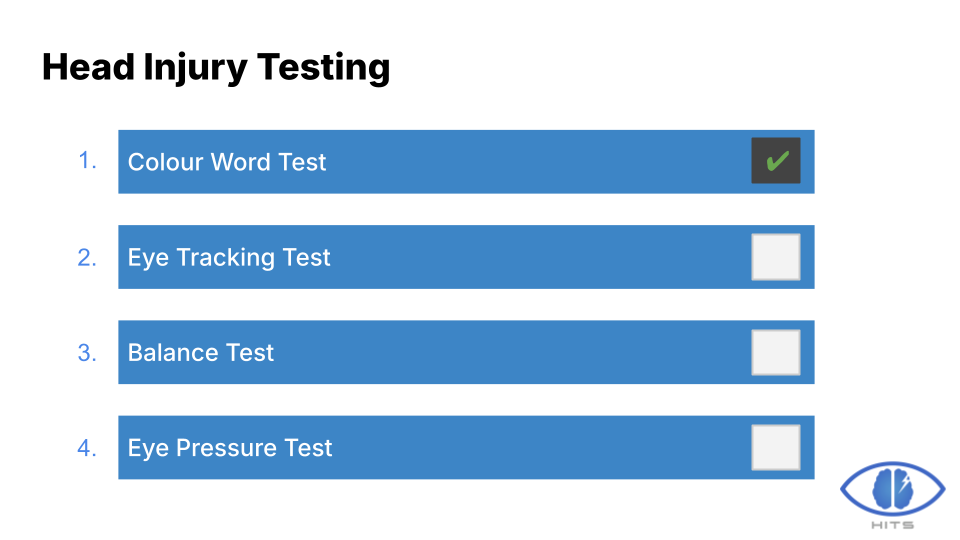 Head Injury Testing
1. Colour Word Test ✔
2. Eye Tracking Test
3. Balance Test
4. Eye Pressure Test
HITS